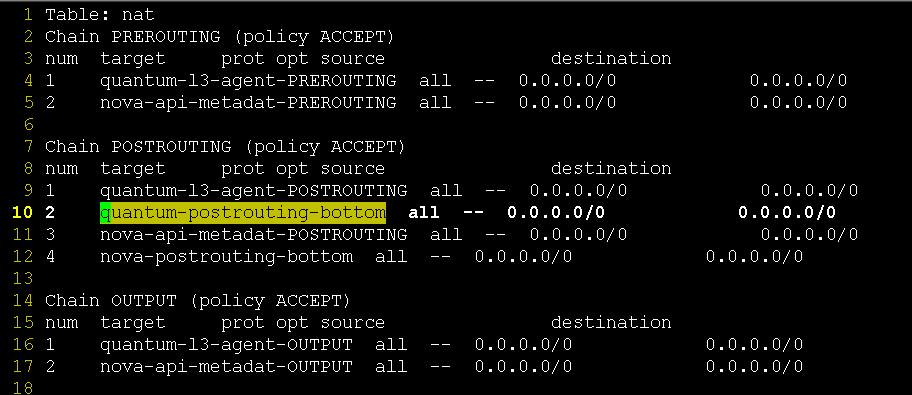 1 Table: nat
2 Chain PREROUTING (policy ACCEPT)
3 num  target     prot opt source               destination
4 1    quantum-l3-agent-PREROUTING  all  --  0.0.0.0/0            0.0.0.0/0
5 2    nova-api-metadat-PREROUTING  all  --  0.0.0.0/0            0.0.0.0/0
6
7 Chain POSTROUTING (policy ACCEPT)
8 num  target     prot opt source               destination
9 1    quantum-l3-agent-POSTROUTING  all  --  0.0.0.0/0            0.0.0.0/0
10 2    quantum-postrouting-bottom  all  --  0.0.0.0/0            0.0.0.0/0
11 3    nova-api-metadat-POSTROUTING  all  --  0.0.0.0/0            0.0.0.0/0
12 4    nova-postrouting-bottom  all  --  0.0.0.0/0            0.0.0.0/0
13
14 Chain OUTPUT (policy ACCEPT)
15 num  target     prot opt source               destination
16 1    quantum-l3-agent-OUTPUT  all  --  0.0.0.0/0            0.0.0.0/0
17 2    nova-api-metadat-OUTPUT  all  --  0.0.0.0/0            0.0.0.0/0
18